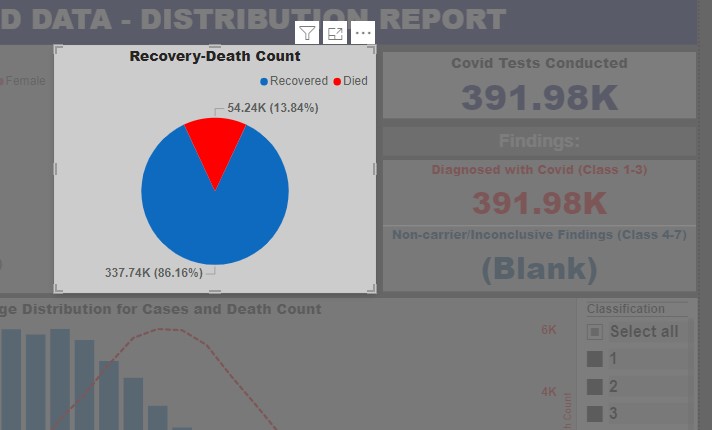 D DATA - DISTRIBUTION REPORT
Recovery-Death Count
Recovered Died
54.24K (13.84%)
337.74K (86.16%)
Female
Covid Tests Conducted
391.98K
Findings:
Diagnosed with Covid (Class 1-3)
391.98K
Non-carrier/Inconclusive Findings (Class 4-7)
(Blank)
ge Distribution for Cases and Death Count
6K
4K
h Count
Classification
Select all
1
2
3